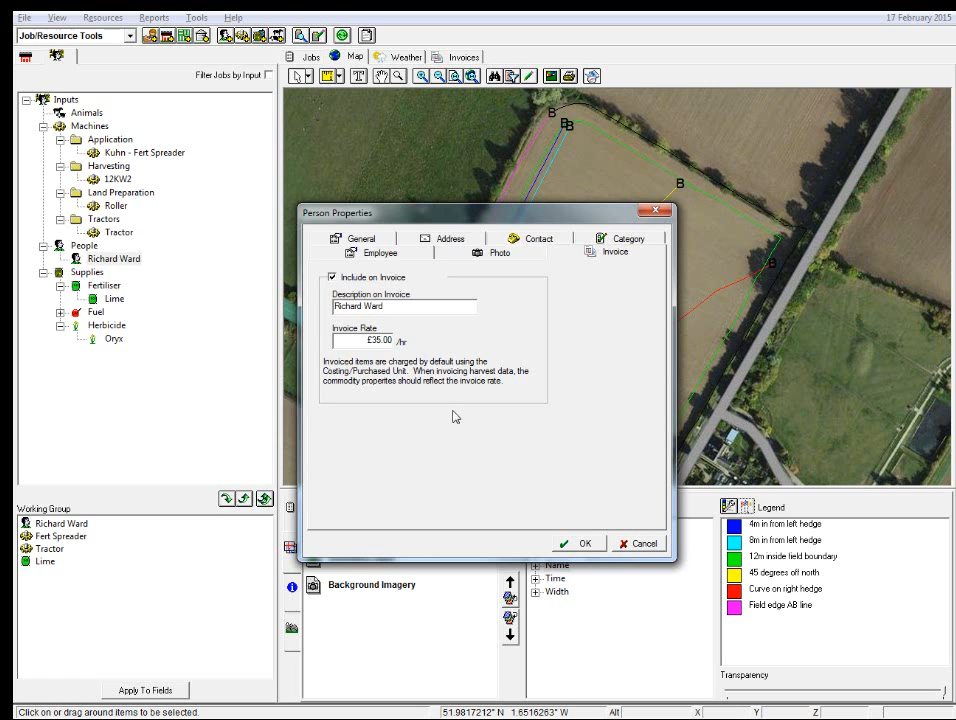 File View Resources Reports Tools Help 17 February 2015
Job/Resource Tools
Jobs Map Weather Invoices
Filter Jobs by Input
Inputs
Animals
Machines
Application
Kuhn - Fert Spreader
Harvesting
12KW2
Land Preparation
Roller
Tractors
Tractor
People
Richard Ward
Supplies
Fertiliser
Lime
Fuel
Herbicide
Oryx
B
B
B
B
B
Person Properties
General Address Contact Category
Employee Photo Invoice
Include on Invoice
Description on Invoice
Richard Ward
Invoice Rate
£35.00 /hr
Invoiced items are charged by default using the
Costing/Purchased Unit. When invoicing harvest data, the
commodity properites should reflect the invoice rate.
OK Cancel
Working Group
Richard Ward
Fert Spreader
Tractor
Lime
Apply To Fields
Background Imagery
Name
Time
Width
Legend
4m in from left hedge
8m in from left hedge
12m inside field boundary
45 degrees off north
Curve on right hedge
Field edge AB line
Transparency
Click on or drag around items to be selected. 51.9817212° N 1.6516263° W Alt X Y Z